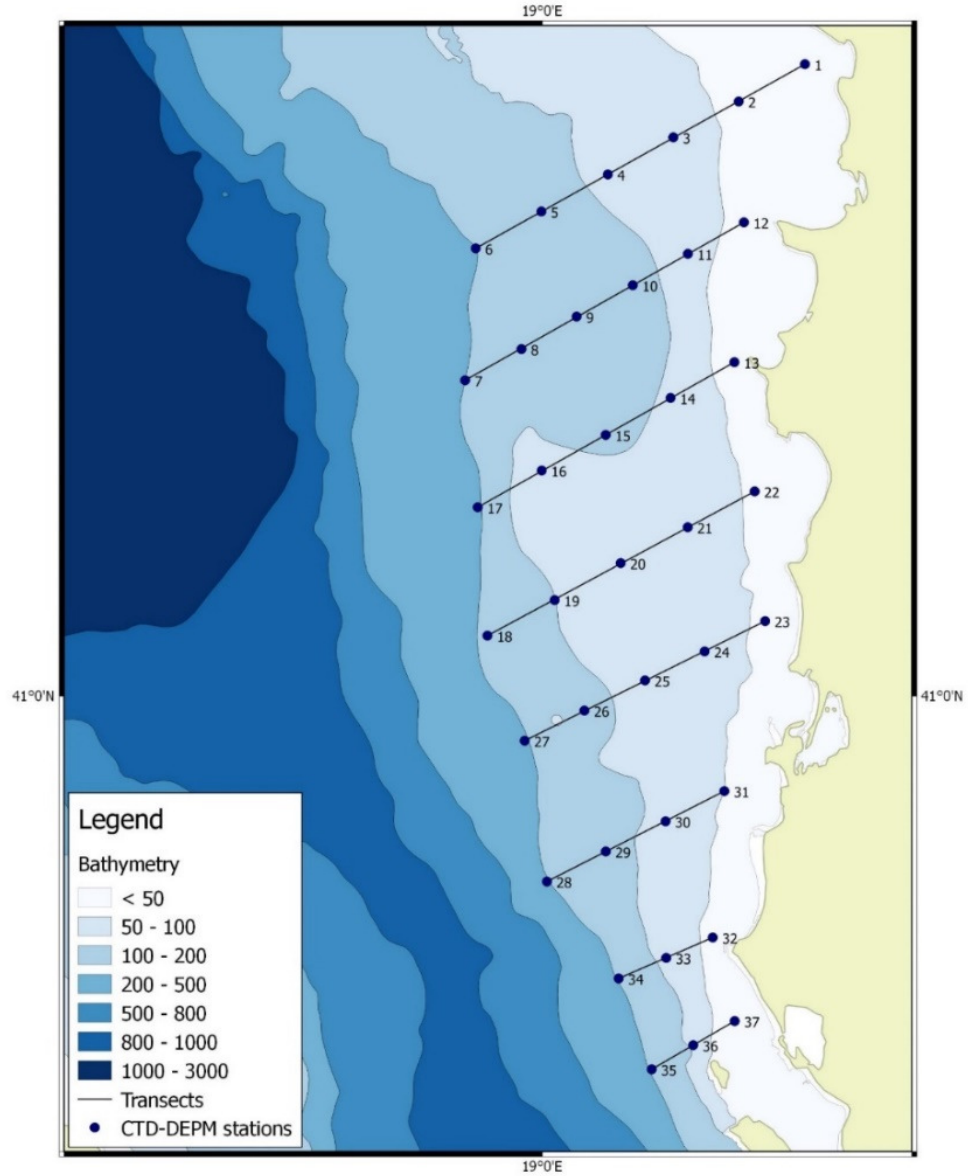 19°0'E
1
2
3
4
5
6
12
11
10
9
8
7
13
14
15
16
17
22
21
20
19
18
23
24
25
26
27
41°0'N
41°0'N
31
30
29
28
32
33
34
37
36
35
Legend
Bathymetry
< 50
50 - 100
100 - 200
200 - 500
500 - 800
800 - 1000
1000 - 3000
Transects
CTD-DEPM stations
19°0'E